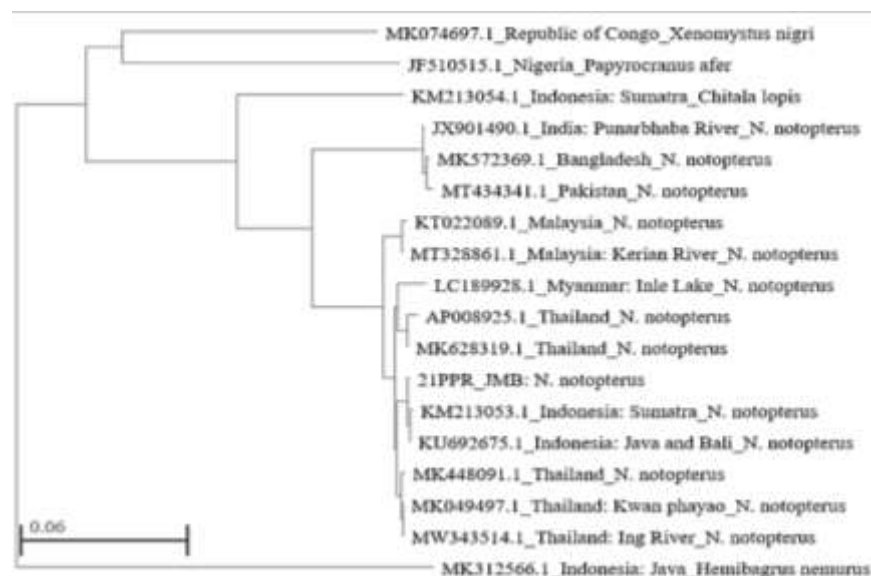 MK074697.1_Republic of Congo_Xenomystus nigri
JF510515.1_Nigeria_Papyrocranus afer
KM213054.1_Indonesia: Sumatra_Chitala lopis
JX901490.1_India: Punarbhaba River_N. notopterus
MK572369.1_Bangladesh_N. notopterus
MT434341.1_Pakistan_N. notopterus
KT022089.1_Malaysia_N. notopterus
MT328861.1_Malaysia: Kerian River_N. notopterus
LC189928.1_Myanmar: Inle Lake_N. notopterus
AP008925.1_Thailand_N. notopterus
MK628319.1_Thailand_N. notopterus
21PPR_JMB: N. notopterus
KM213053.1_Indonesia: Sumatra_N. notopterus
KU692675.1_Indonesia: Java and Bali_N. notopterus
MK448091.1_Thailand_N. notopterus
MK049497.1_Thailand: Kwan phayao_N. notopterus
MW343514.1_Thailand: Ing River_N. notopterus
0.06
MK312566.1_Indonesia: Java_Hemibagrus nemurus